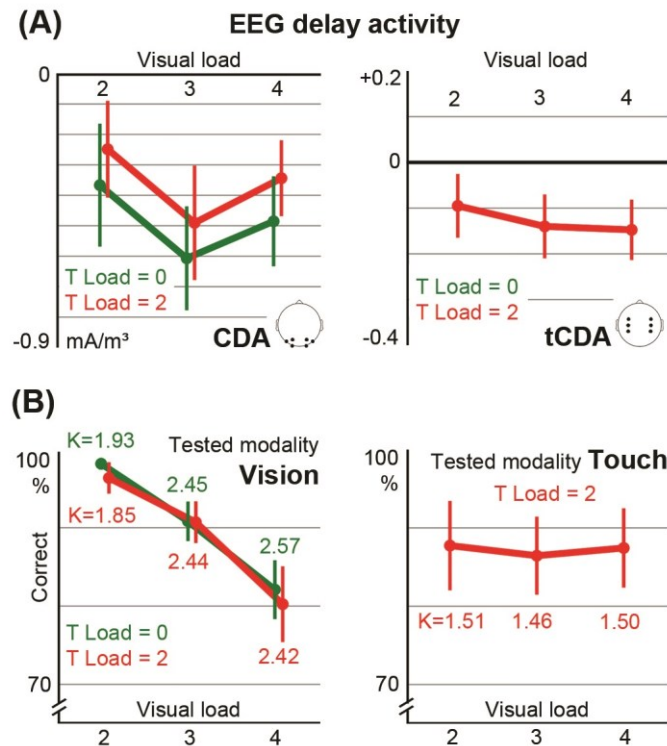 (A)
EEG delay activity
Visual load
0
2 3 4
T Load = 0
T Load = 2
-0.9 mA/m³
CDA
Visual load
+0.2
2 3 4
0
T Load = 0
T Load = 2
-0.4
tCDA
(B)
100
%
Correct
K=1.93
Tested modality
Vision
2.45
K=1.85
2.57
2.44
T Load = 0
T Load = 2
2.42
70
Visual load
2 3 4
100
%
Tested modality Touch
T Load = 2
K=1.51 1.46 1.50
70
Visual load
2 3 4